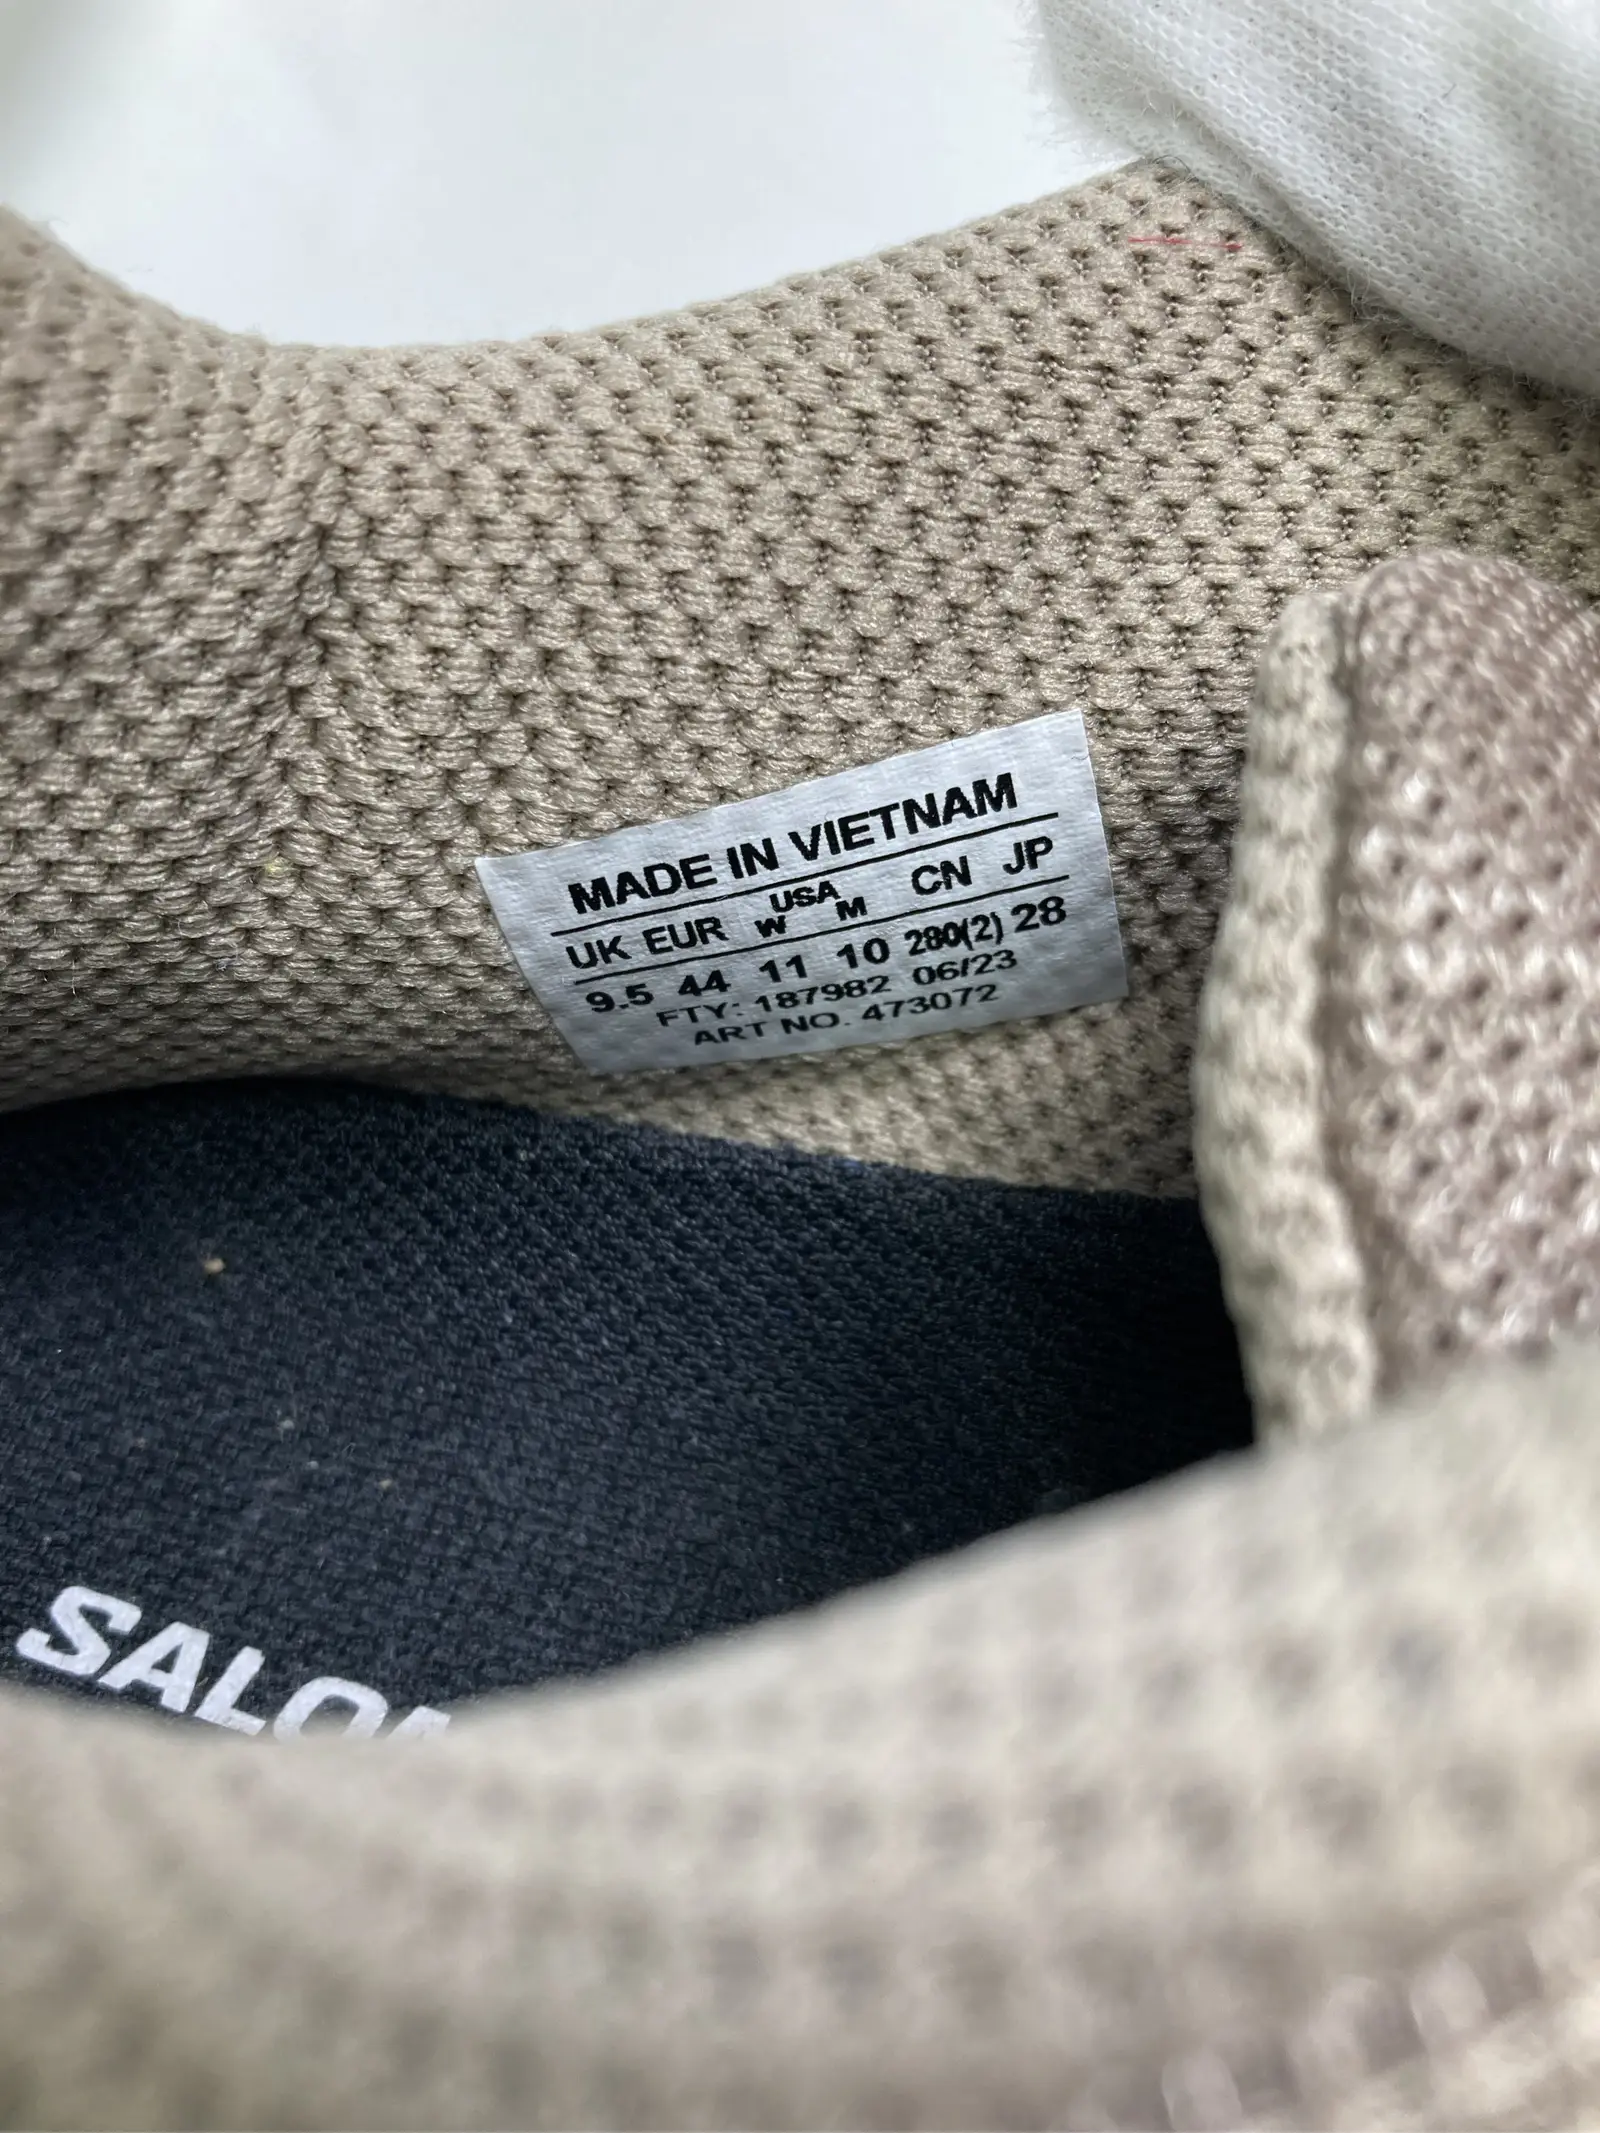 MADE IN VIETNAM
UK EUR USA CN JP
W M
9.5 44 11 10 280(2) 28
FTY: 187982 06/23
ART NO. 473072
SALO